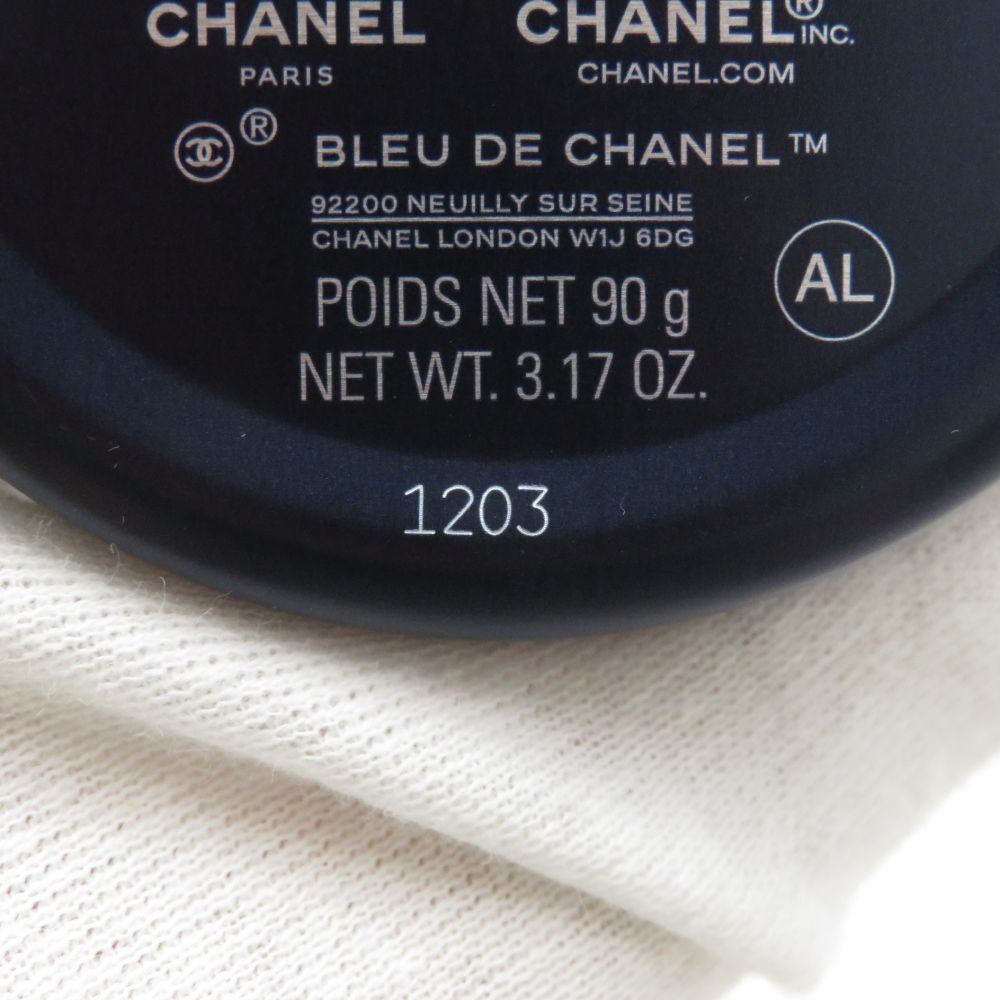 CHANEL CHANEL® INC.
PARIS CHANEL.COM
® BLEU DE CHANEL™
92200 NEUILLY SUR SEINE
CHANEL LONDON W1J 6DG
AL
POIDS NET 90 g
NET WT. 3.17 OZ.
1203